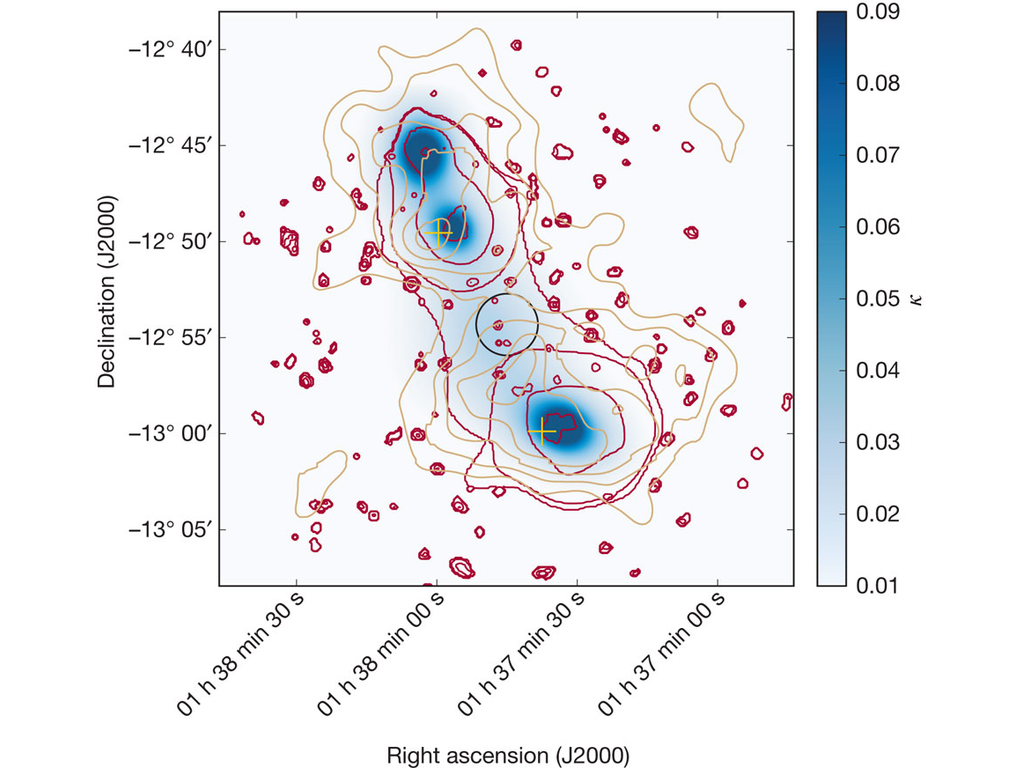 −12° 40′
−12° 45′
−12° 50′
−12° 55′
−13° 00′
−13° 05′
Declination (J2000)
01 h 38 min 30 s
01 h 38 min 00 s
01 h 37 min 30 s
01 h 37 min 00 s
Right ascension (J2000)
0.09
0.08
0.07
0.06
0.05
0.04
0.03
0.02
0.01
κ